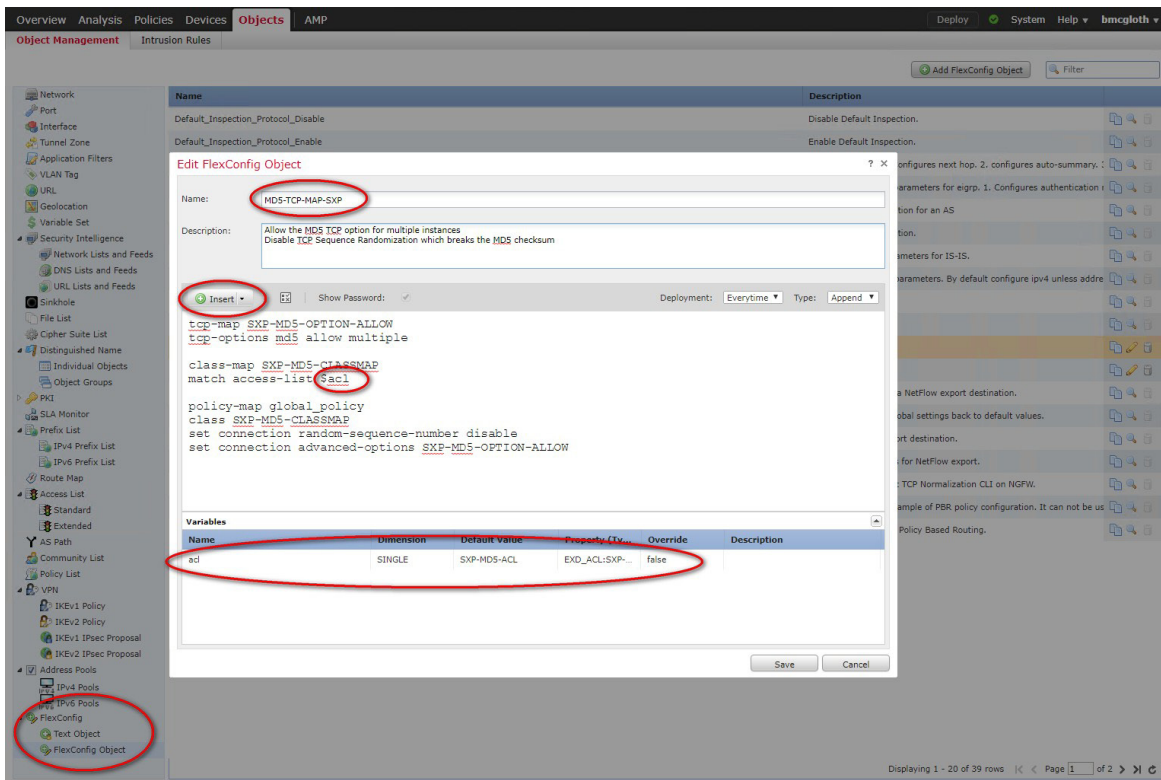 Overview Analysis Policies Devices Objects AMP Deploy System Help bmcgloth
Object Management Intrusion Rules
Add FlexConfig Object Filter
Network
Port
Interface
Tunnel Zone
Application Filters
VLAN Tag
URL
Geolocation
Variable Set
Security Intelligence
Network Lists and Feeds
DNS Lists and Feeds
URL Lists and Feeds
Sinkhole
File List
Cipher Suite List
Distinguished Name
Individual Objects
Object Groups
PKI
SLA Monitor
Prefix List
IPv4 Prefix List
IPv6 Prefix List
Route Map
Access List
Standard
Extended
AS Path
Community List
Policy List
VPN
IKEv1 Policy
IKEv2 Policy
IKEv1 IPsec Proposal
IKEv2 IPsec Proposal
Address Pools
IPv4 Pools
IPv6 Pools
FlexConfig
Text Object
FlexConfig Object
Name Description
Default_Inspection_Protocol_Disable Disable Default Inspection.
Default_Inspection_Protocol_Enable Enable Default Inspection.
onfigures next hop. 2. configures auto-summary.
arameters for eigrp. 1. Configures authentication
tion for an AS
tion.
ameters for IS-IS.
arameters. By default configure ipv4 unless addre
a NetFlow export destination.
obal settings back to default values.
ort destination.
for NetFlow export.
TCP Normalization CLI on NGFW.
ample of PBR policy configuration. It can not be us
Policy Based Routing.
Edit FlexConfig Object ? ×
Name: MD5-TCP-MAP-SXP
Description: Allow the MD5 TCP option for multiple instances
Disable TCP Sequence Randomization which breaks the MD5 checksum
Insert Show Password: Deployment: Everytime Type: Append
tcp-map SXP-MD5-OPTION-ALLOW
tcp-options md5 allow multiple
class-map SXP-MD5-CLASSMAP
match access-list $acl
policy-map global_policy
class SXP-MD5-CLASSMAP
set connection random-sequence-number disable
set connection advanced-options SXP-MD5-OPTION-ALLOW
Variables
Name Dimension Default Value Property (Ty... Override Description
acl SINGLE SXP-MD5-ACL EXD_ACL:SXP-... false
Save Cancel
Displaying 1 - 20 of 39 rows |< < Page 1 of 2 > >|